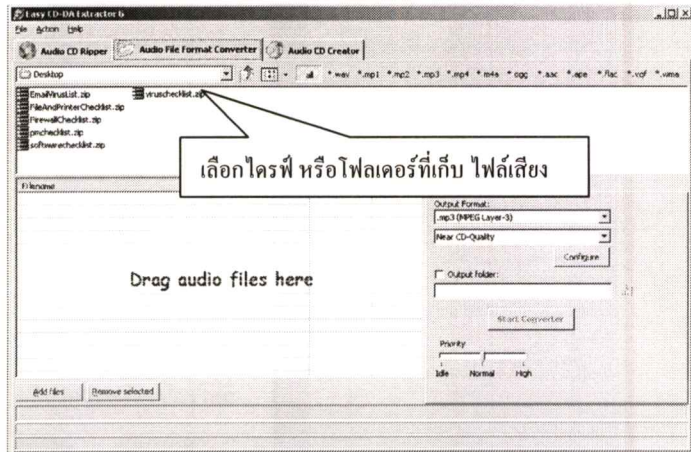 Easy CD-DA Extractor 6
File Action Help
Audio CD Ripper Audio File Format Converter Audio CD Creator
Desktop all *.wav *.mp1 *.mp2 *.mp3 *.mp4 *.m4a *.ogg *.aac *.ape *.flac *.vqf *.wma
EmailVirusList.zip viruschecklist.zip
FileAndPrinterChecklist.zip
FirewallChecklist.zip
pmchecklist.zip
softwarechecklist.zip
เลือกไดรฟ์ หรือโฟลเดอร์ที่เก็บ ไฟล์เสียง
Filename
Output Format:
.mp3 (MPEG Layer-3)
Near CD-Quality
Configure
Output folder:
Drag audio files here
Start Converter
Priority
Idle Normal High
Add files Remove selected